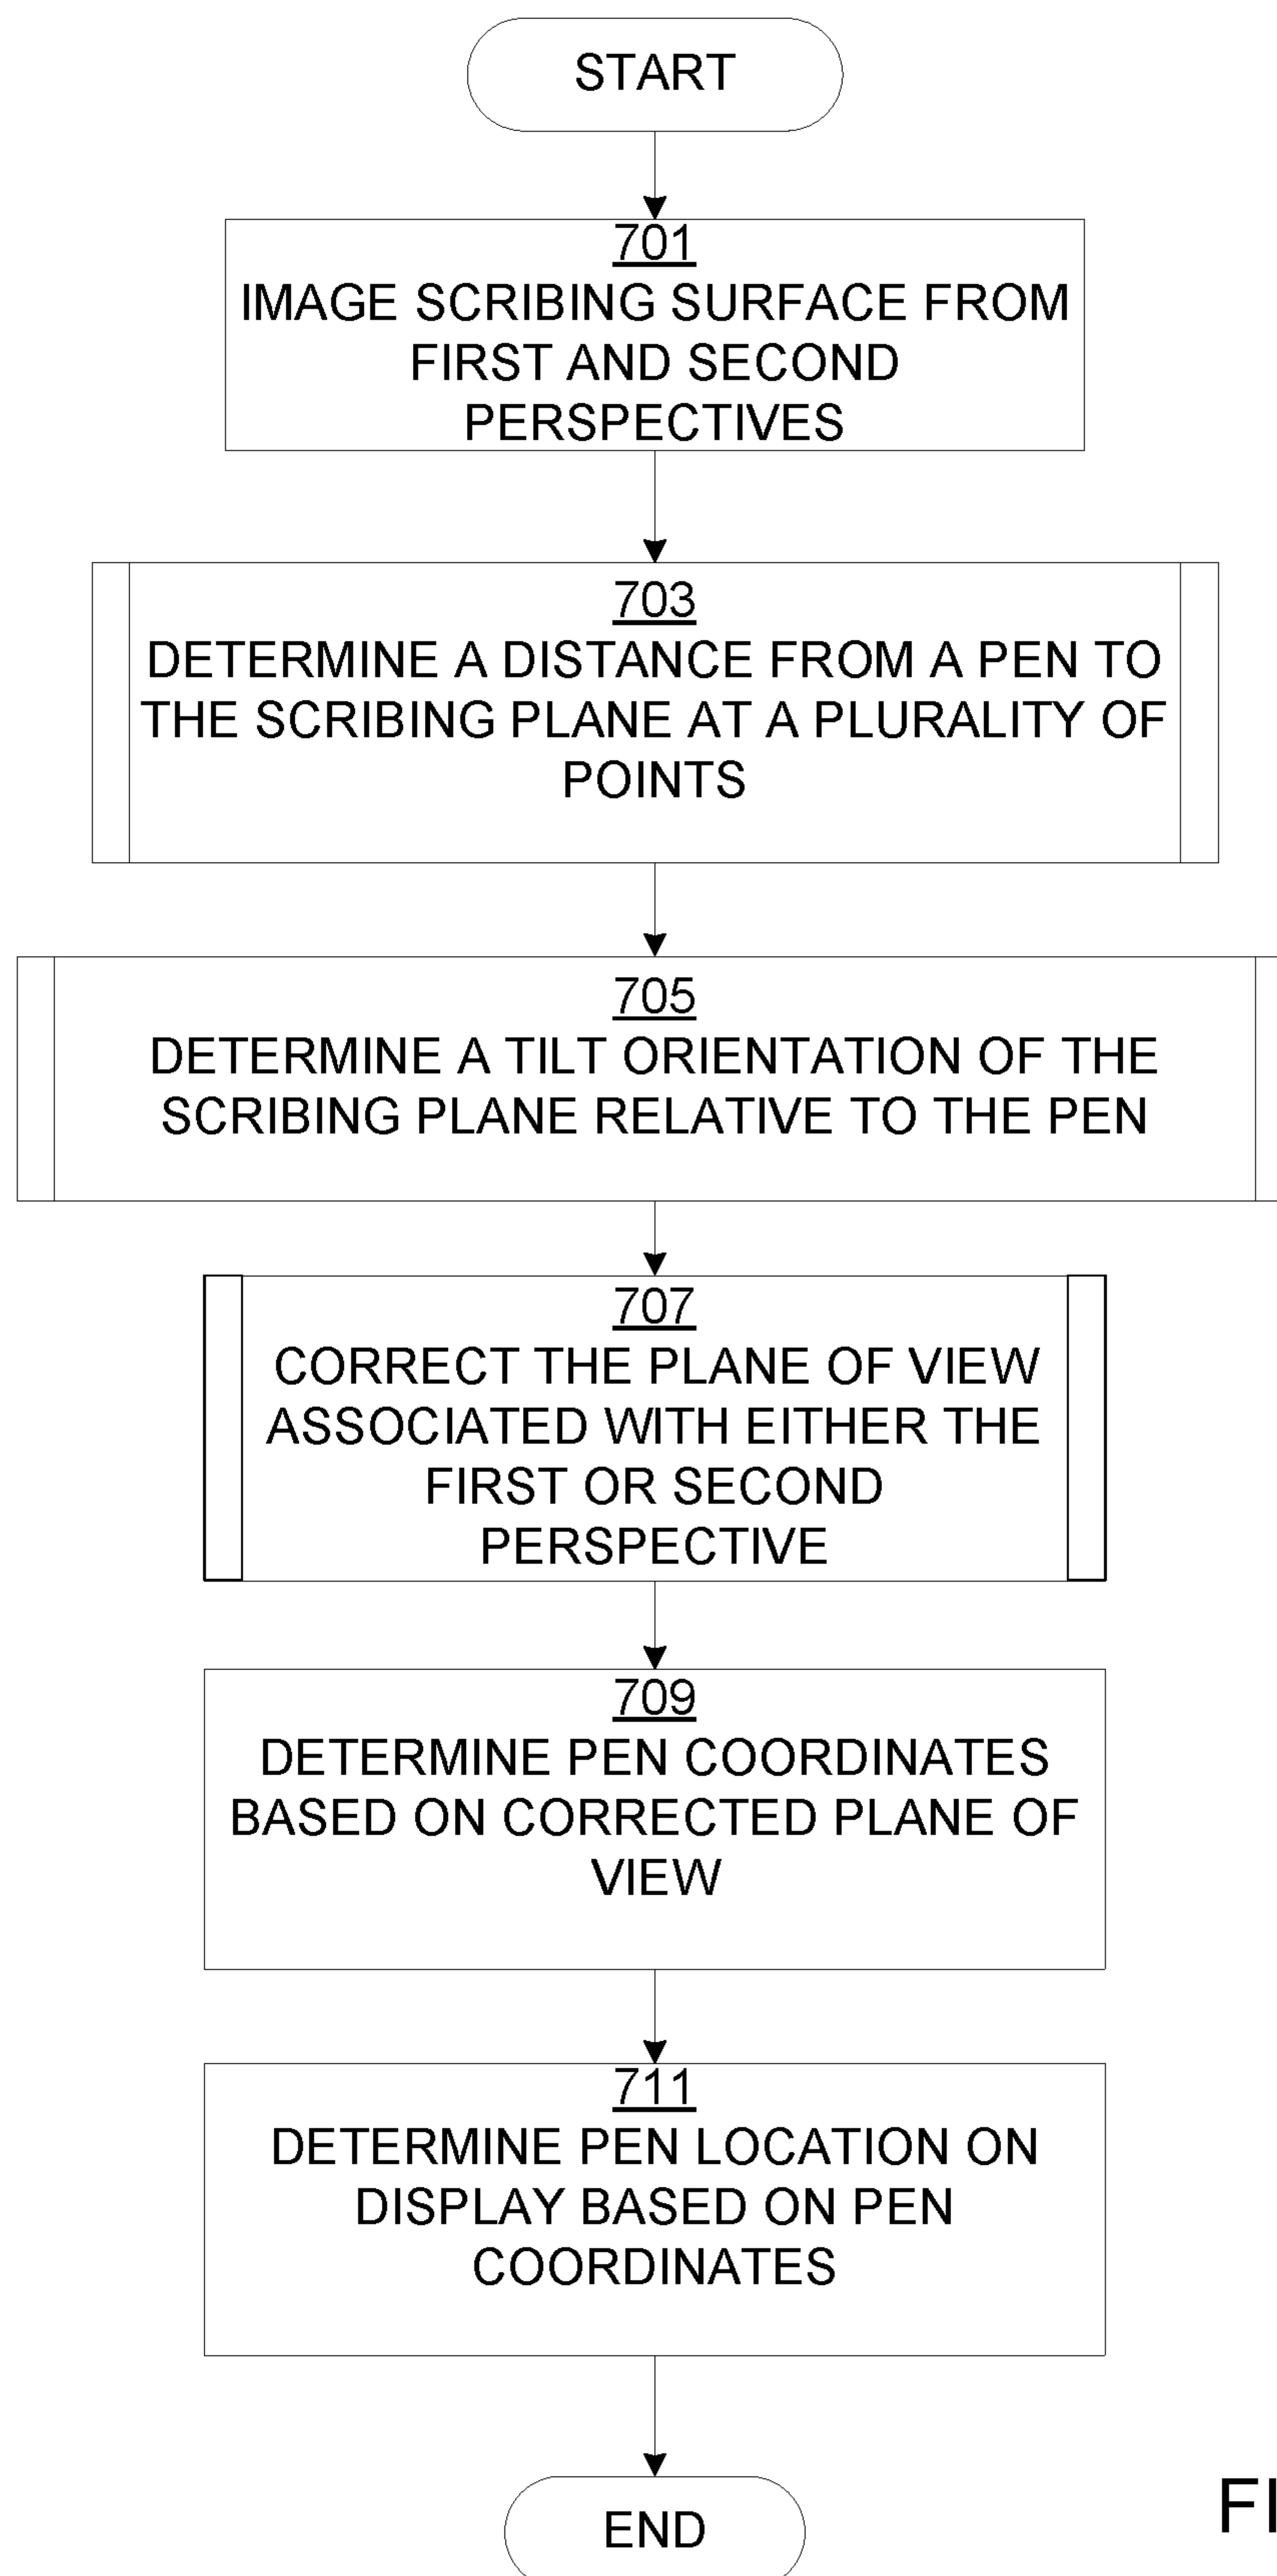 START
701
IMAGE SCRIBING SURFACE FROM
FIRST AND SECOND
PERSPECTIVES
703
DETERMINE A DISTANCE FROM A PEN TO
THE SCRIBING PLANE AT A PLURALITY OF
POINTS
705
DETERMINE A TILT ORIENTATION OF THE
SCRIBING PLANE RELATIVE TO THE PEN
707
CORRECT THE PLANE OF VIEW
ASSOCIATED WITH EITHER THE
FIRST OR SECOND
PERSPECTIVE
709
DETERMINE PEN COORDINATES
BASED ON CORRECTED PLANE OF
VIEW
711
DETERMINE PEN LOCATION ON
DISPLAY BASED ON PEN
COORDINATES
END
FI